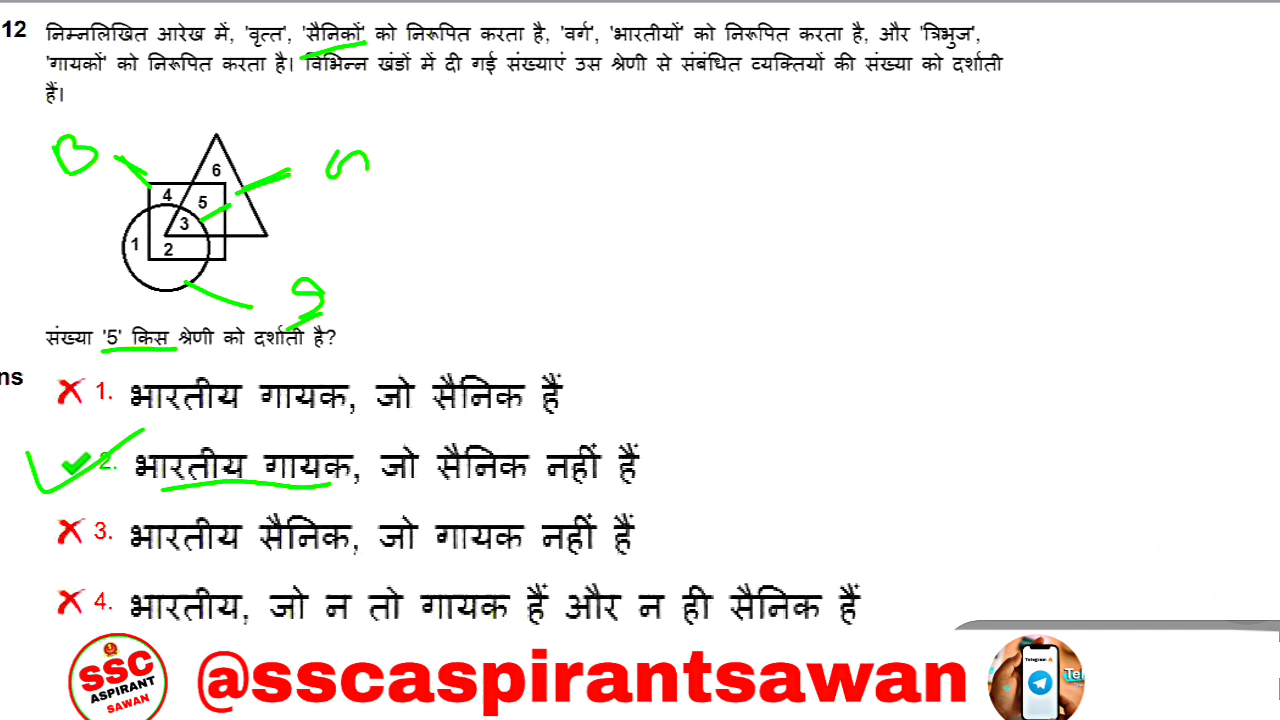 12 निम्नलिखित आरेख में, 'वृत्त', 'सैनिकों' को निरूपित करता है, 'वर्ग', 'भारतीयों' को निरूपित करता है, और 'त्रिभुज',
'गायकों' को निरूपित करता है। विभिन्न खंडों में दी गई संख्याएं उस श्रेणी से संबंधित व्यक्तियों की संख्या को दर्शाती
हैं।
6
4
5
3
1
2
संख्या '5' किस श्रेणी को दर्शाती है?
ns
1. भारतीय गायक, जो सैनिक हैं
2. भारतीय गायक, जो सैनिक नहीं हैं
3. भारतीय सैनिक, जो गायक नहीं हैं
4. भारतीय, जो न तो गायक हैं और न ही सैनिक हैं
SSC
ASPIRANT
SAWAN
@sscaspirantsawan
Telegram
Tel